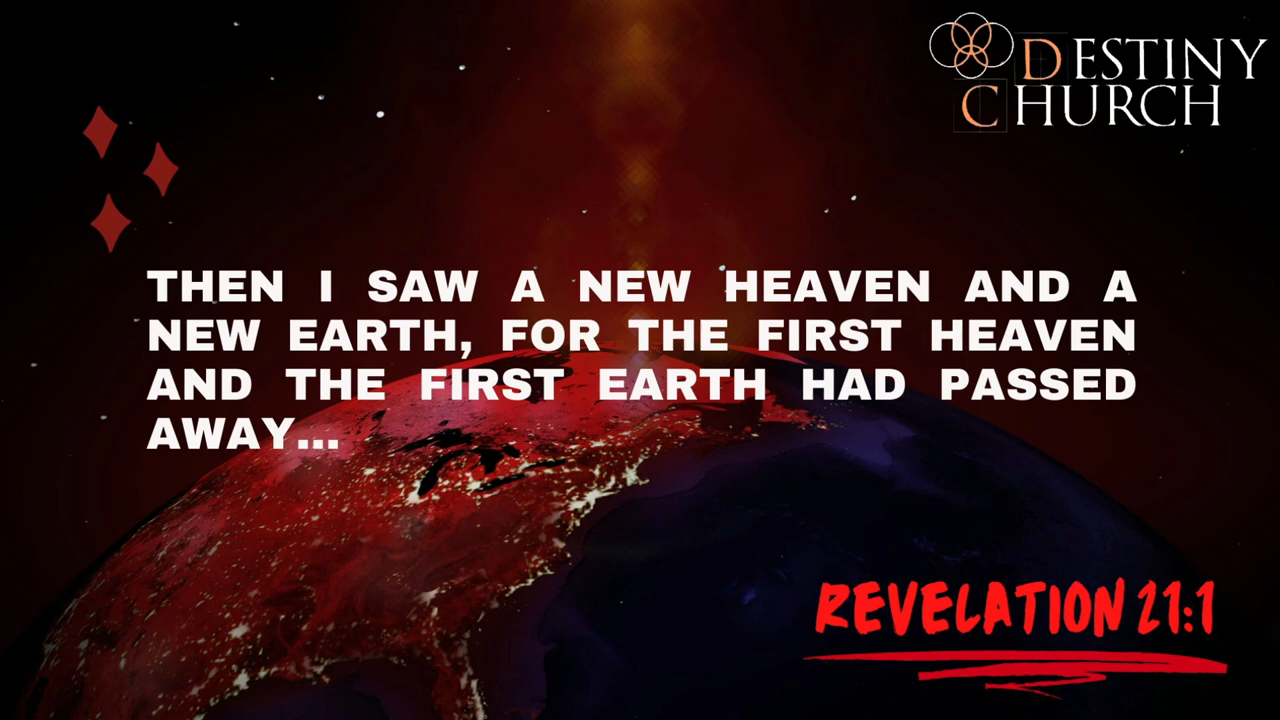 DESTINY
CHURCH
THEN I SAW A NEW HEAVEN AND A
NEW EARTH, FOR THE FIRST HEAVEN
AND THE FIRST EARTH HAD PASSED
AWAY...
REVELATION 21:1